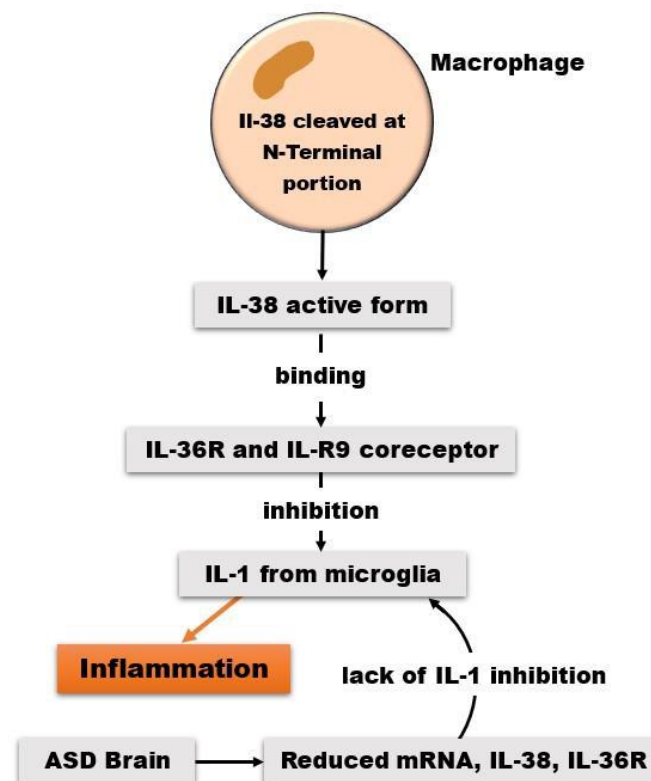 Macrophage
Il-38 cleaved at
N-Terminal
portion
IL-38 active form
binding
IL-36R and IL-R9 coreceptor
inhibition
IL-1 from microglia
Inflammation
lack of IL-1 inhibition
ASD Brain
Reduced mRNA, IL-38, IL-36R